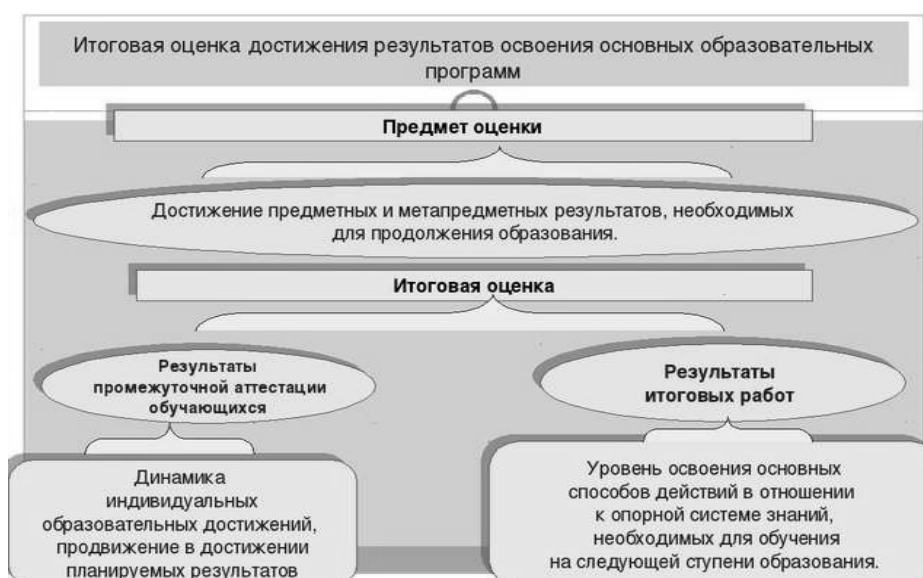 Итоговая оценка достижения результатов освоения основных образовательных
программ
Предмет оценки
Достижение предметных и метапредметных результатов, необходимых
для продолжения образования.
Итоговая оценка
Результаты
промежуточной аттестации
обучающихся
Результаты
итоговых работ
Динамика
индивидуальных
образовательных достижений,
продвижение в достижении
планируемых результатов
Уровень освоения основных
способов действий в отношении
к опорной системе знаний,
необходимых для обучения
на следующей ступени образования.